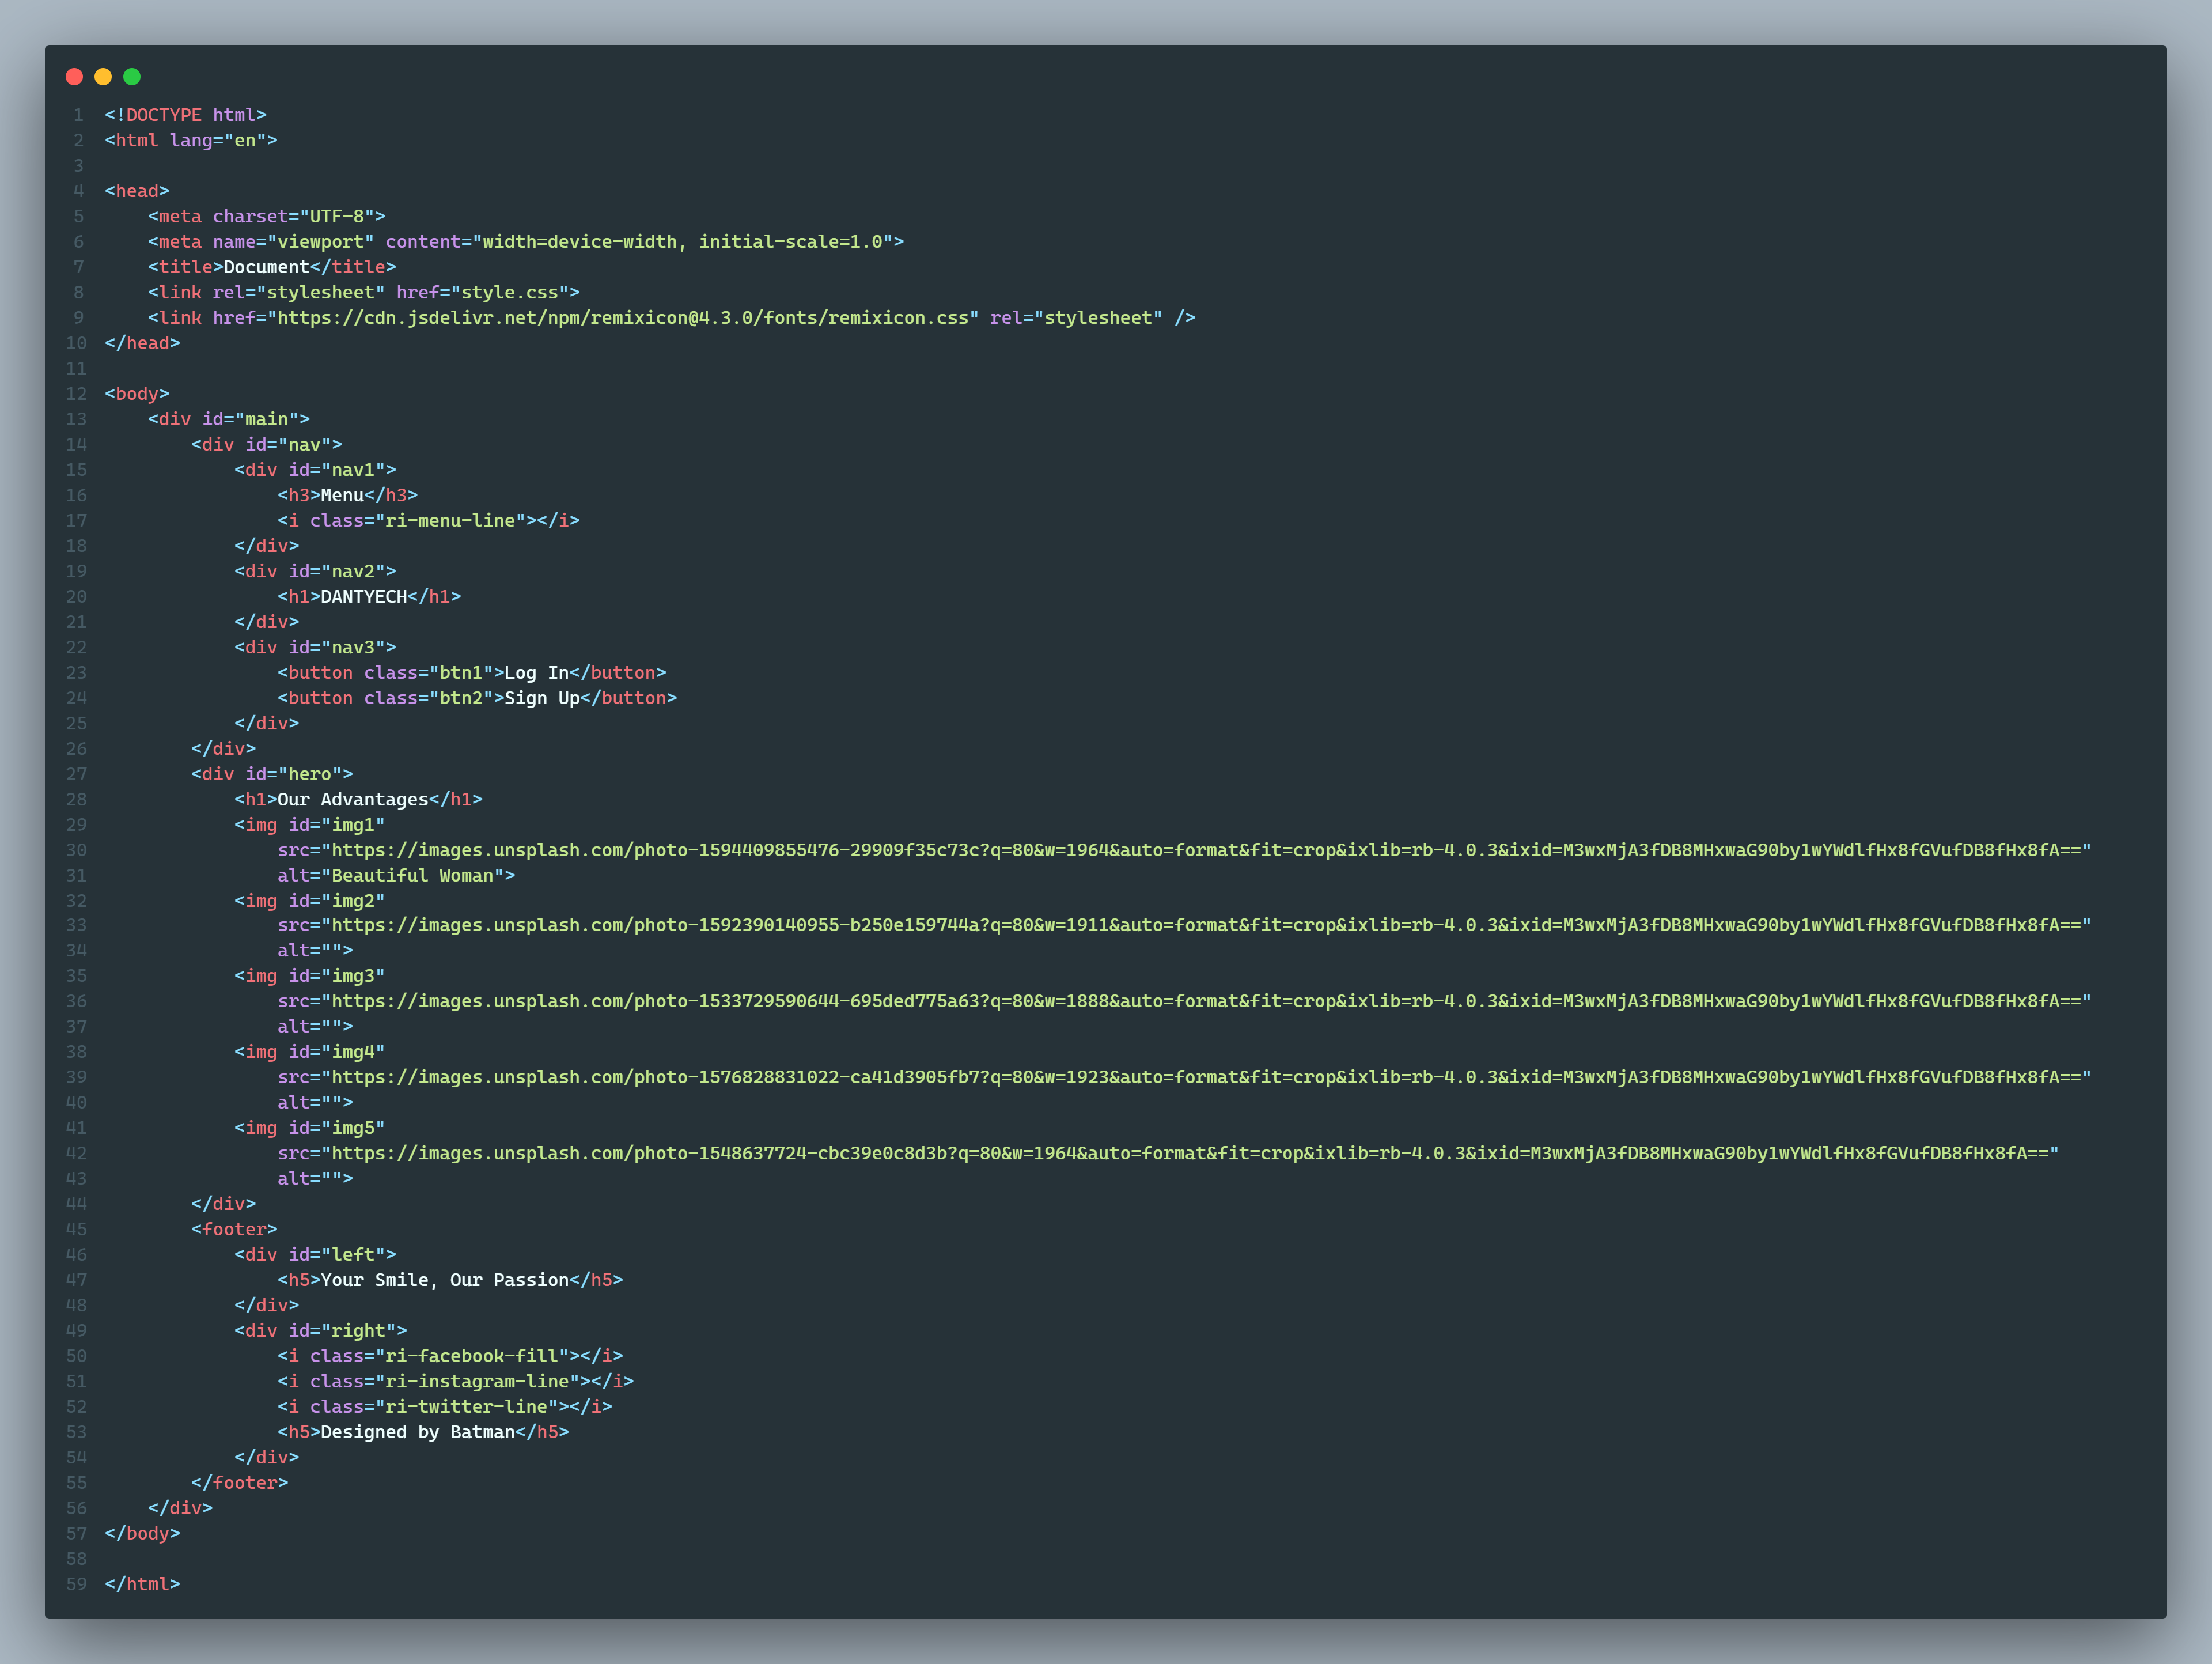 1 <!DOCTYPE html>
2 <html lang="en">
3
4 <head>
5     <meta charset="UTF-8">
6     <meta name="viewport" content="width=device-width, initial-scale=1.0">
7     <title>Document</title>
8     <link rel="stylesheet" href="style.css">
9     <link href="https://cdn.jsdelivr.net/npm/remixicon@4.3.0/fonts/remixicon.css" rel="stylesheet" />
10 </head>
11
12 <body>
13     <div id="main">
14         <div id="nav">
15             <div id="nav1">
16                 <h3>Menu</h3>
17                 <i class="ri-menu-line"></i>
18             </div>
19             <div id="nav2">
20                 <h1>DANTYECH</h1>
21             </div>
22             <div id="nav3">
23                 <button class="btn1">Log In</button>
24                 <button class="btn2">Sign Up</button>
25             </div>
26         </div>
27         <div id="hero">
28             <h1>Our Advantages</h1>
29             <img id="img1"
30                 src="https://images.unsplash.com/photo-1594409855476-29909f35c73c?q=80&w=1964&auto=format&fit=crop&ixlib=rb-4.0.3&ixid=M3wxMjA3fDB8MHxwaG90by1wYWdlfHx8fGVufDB8fHx8fA=="
31                 alt="Beautiful Woman">
32             <img id="img2"
33                 src="https://images.unsplash.com/photo-1592390140955-b250e159744a?q=80&w=1911&auto=format&fit=crop&ixlib=rb-4.0.3&ixid=M3wxMjA3fDB8MHxwaG90by1wYWdlfHx8fGVufDB8fHx8fA=="
34                 alt="">
35             <img id="img3"
36                 src="https://images.unsplash.com/photo-1533729590644-695ded775a63?q=80&w=1888&auto=format&fit=crop&ixlib=rb-4.0.3&ixid=M3wxMjA3fDB8MHxwaG90by1wYWdlfHx8fGVufDB8fHx8fA=="
37                 alt="">
38             <img id="img4"
39                 src="https://images.unsplash.com/photo-1576828831022-ca41d3905fb7?q=80&w=1923&auto=format&fit=crop&ixlib=rb-4.0.3&ixid=M3wxMjA3fDB8MHxwaG90by1wYWdlfHx8fGVufDB8fHx8fA=="
40                 alt="">
41             <img id="img5"
42                 src="https://images.unsplash.com/photo-1548637724-cbc39e0c8d3b?q=80&w=1964&auto=format&fit=crop&ixlib=rb-4.0.3&ixid=M3wxMjA3fDB8MHxwaG90by1wYWdlfHx8fGVufDB8fHx8fA=="
43                 alt="">
44         </div>
45         <footer>
46             <div id="left">
47                 <h5>Your Smile, Our Passion</h5>
48             </div>
49             <div id="right">
50                 <i class="ri-facebook-fill"></i>
51                 <i class="ri-instagram-line"></i>
52                 <i class="ri-twitter-line"></i>
53                 <h5>Designed by Batman</h5>
54             </div>
55         </footer>
56     </div>
57 </body>
58
59 </html>